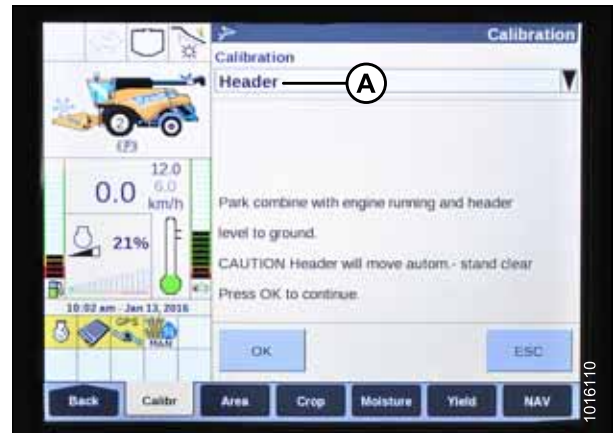 Calibration
Calibration
Header
A
Park combine with engine running and header
level to ground.
CAUTION Header will move autom.- stand clear
Press OK to continue
OK
ESC
2
(P)
12.0
6.0
0.0
km/h
21%
10:02 am - Jan 13, 2016
GPS
MAN
Back
Calibr
Area
Crop
Moisture
Yield
NAV
1016110